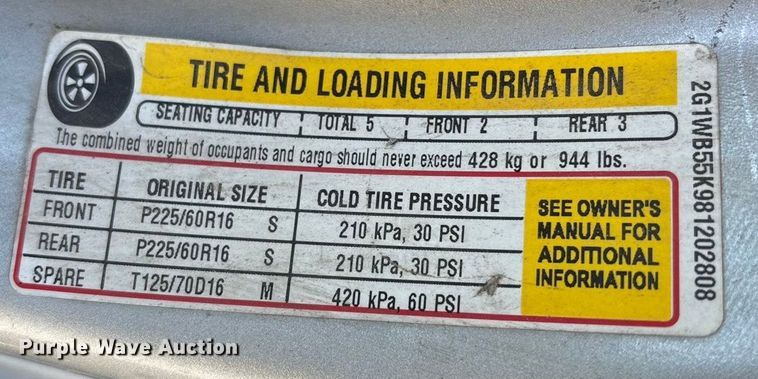 TIRE AND LOADING INFORMATION
SEATING CAPACITY TOTAL 5 FRONT 2 REAR 3
The combined weight of occupants and cargo should never exceed 428 kg or 944 lbs.
TIRE ORIGINAL SIZE COLD TIRE PRESSURE
FRONT P225/60R16 S 210 kPa, 30 PSI
REAR P225/60R16 S 210 kPa, 30 PSI
SPARE T125/70D16 M 420 kPa, 60 PSI
SEE OWNER'S
MANUAL FOR
ADDITIONAL
INFORMATION
2G1WB55K981202808
Purple Wave Auction